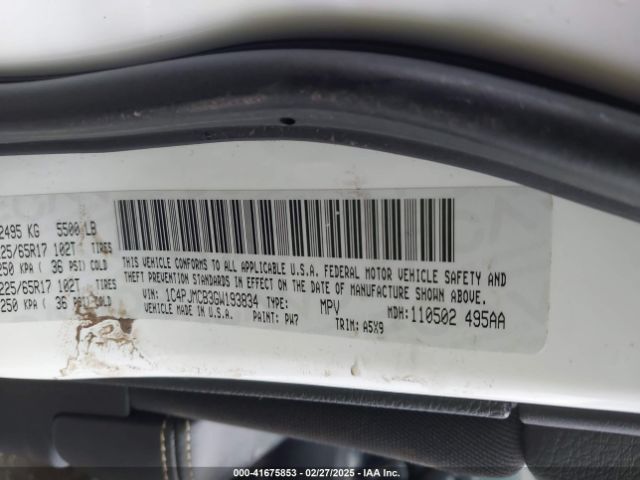 2495 KG 5500 LB
225/65R17 102T TIRES
250 KPA ( 36 PSI) COLD
225/65R17 102T TIRES
250 KPA ( 36 PSI) COLD
THIS VEHICLE CONFORMS TO ALL APPLICABLE U.S.A. FEDERAL MOTOR VEHICLE SAFETY AND
THEFT PREVENTION STANDARDS IN EFFECT ON THE DATE OF MANUFACTURE SHOWN ABOVE.
VIN: 1C4PJMCB3GW193834 TYPE: MPV MDH: 110502 495AA
VEHICLE MADE IN U.S.A. PAINT: PW7 TRIM: A5X9
000-41675853 | 02/27/2025 | IAA Inc.